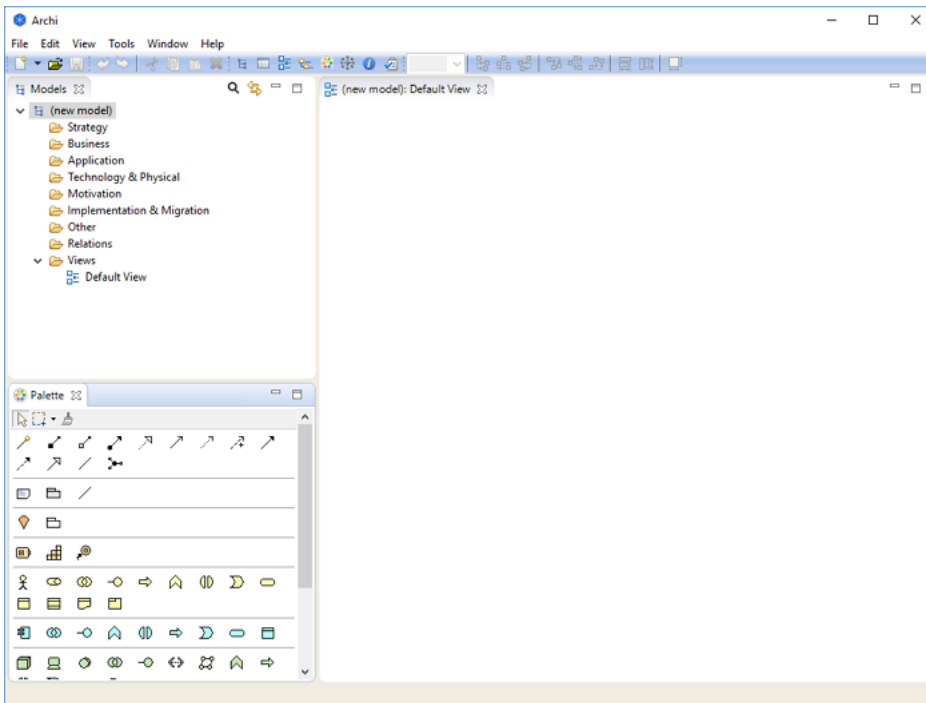 Archi
File Edit View Tools Window Help
Models
(new model)
Strategy
Business
Application
Technology & Physical
Motivation
Implementation & Migration
Other
Relations
Views
Default View
(new model): Default View
Palette